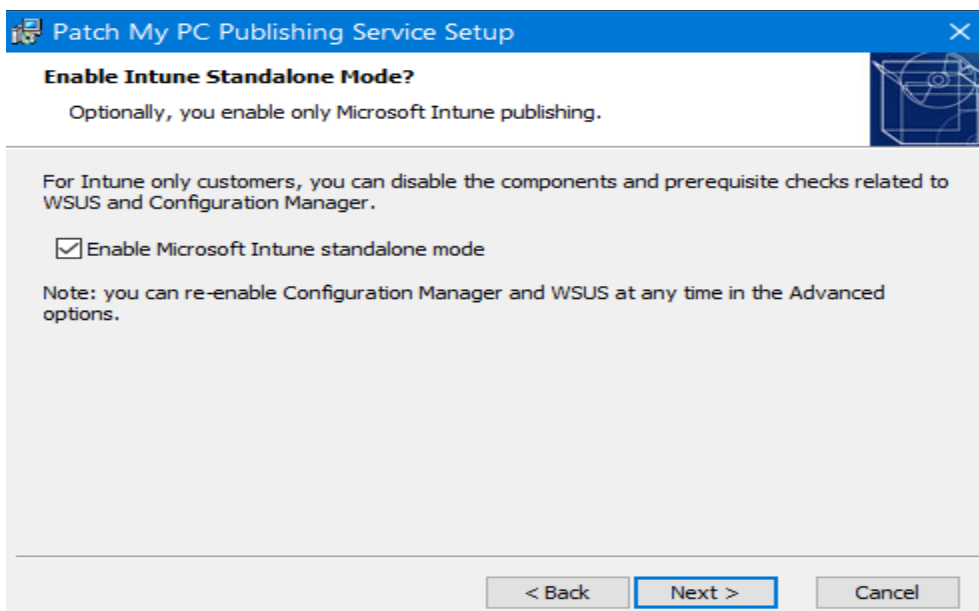 Patch My PC Publishing Service Setup
Enable Intune Standalone Mode?
Optionally, you enable only Microsoft Intune publishing.
For Intune only customers, you can disable the components and prerequisite checks related to
WSUS and Configuration Manager.
Enable Microsoft Intune standalone mode
Note: you can re-enable Configuration Manager and WSUS at any time in the Advanced
options.
< Back
Next >
Cancel